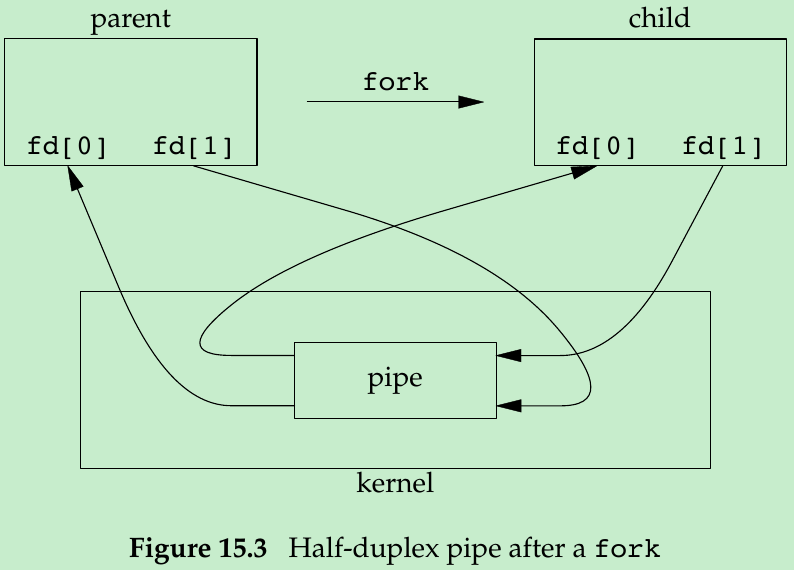 parent child
fork
fd[0] fd[1] fd[0] fd[1]
pipe
kernel
Figure 15.3 Half-duplex pipe after a fork